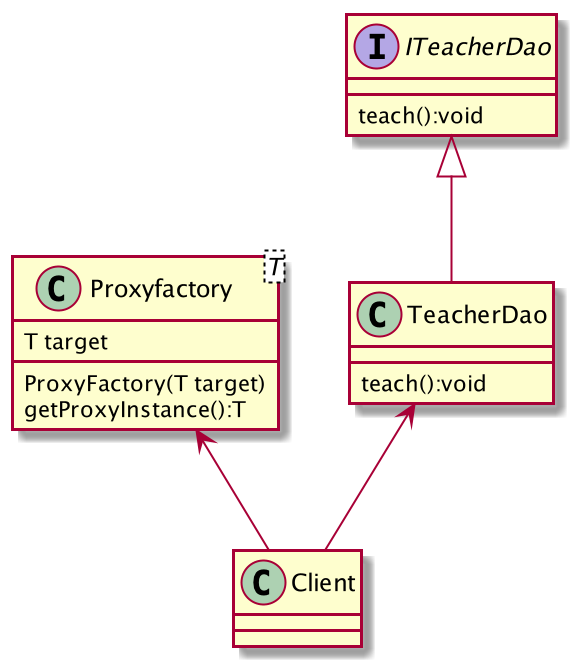 I ITeacherDao
teach():void
T
C Proxyfactory
T target
ProxyFactory(T target)
getProxyInstance():T
C TeacherDao
teach():void
C Client